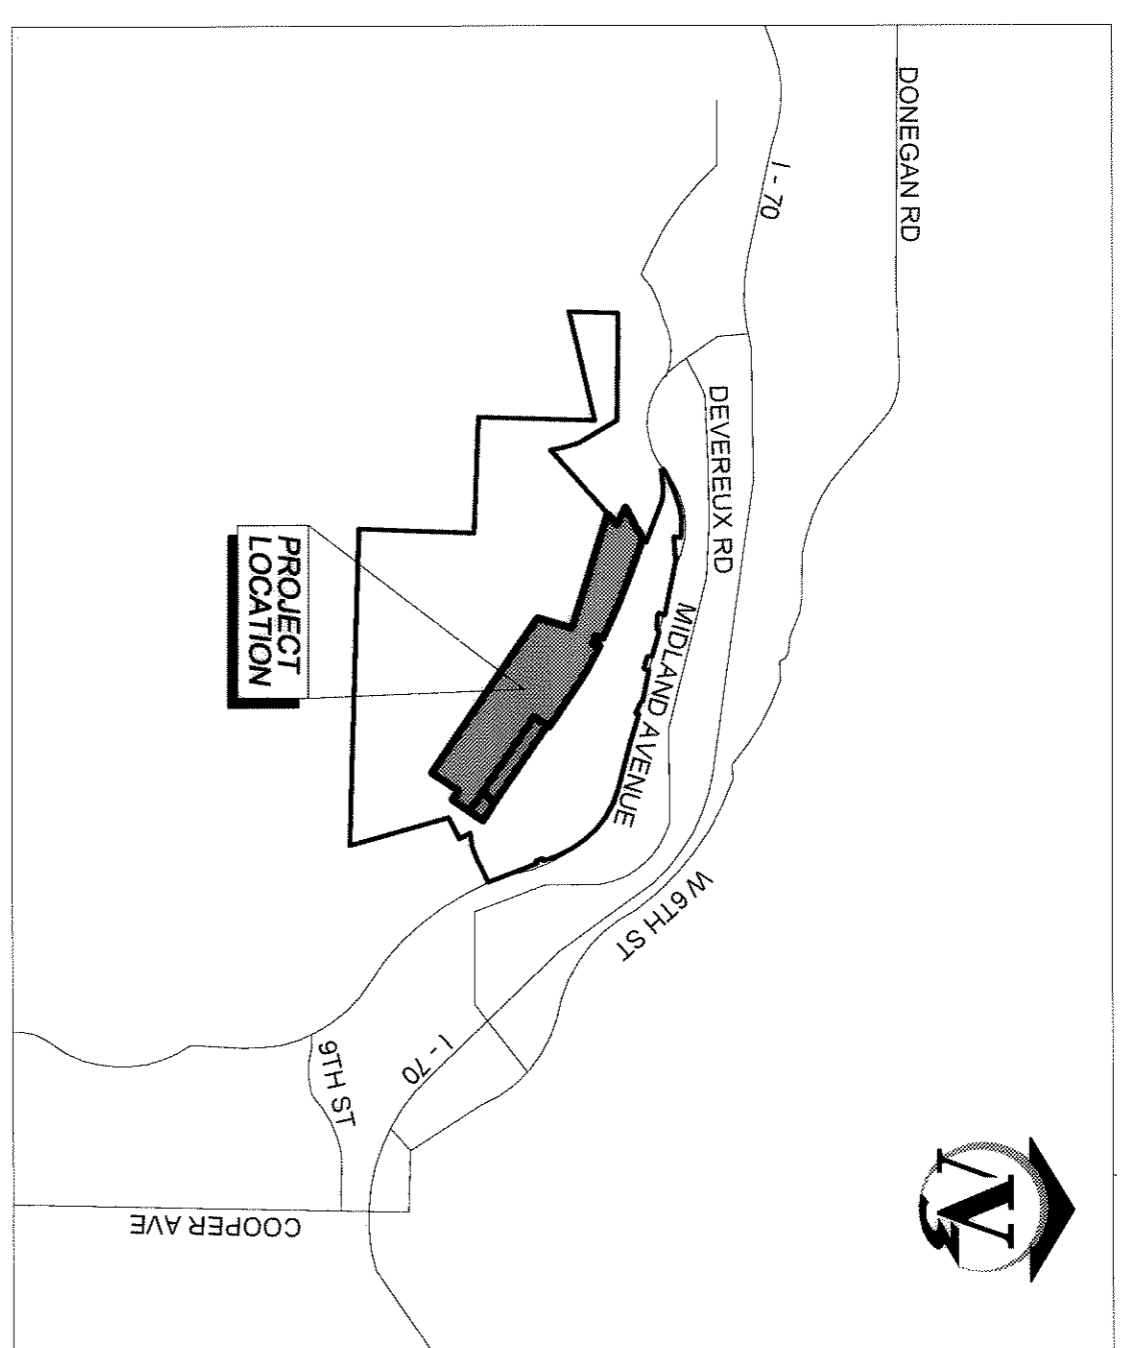 DONEGAN RD
I - 70
DEVEREUX RD
MIDLAND AVENUE
W 6TH ST
PROJECT
LOCATION
I - 70
9TH ST
COOPER AVE
N